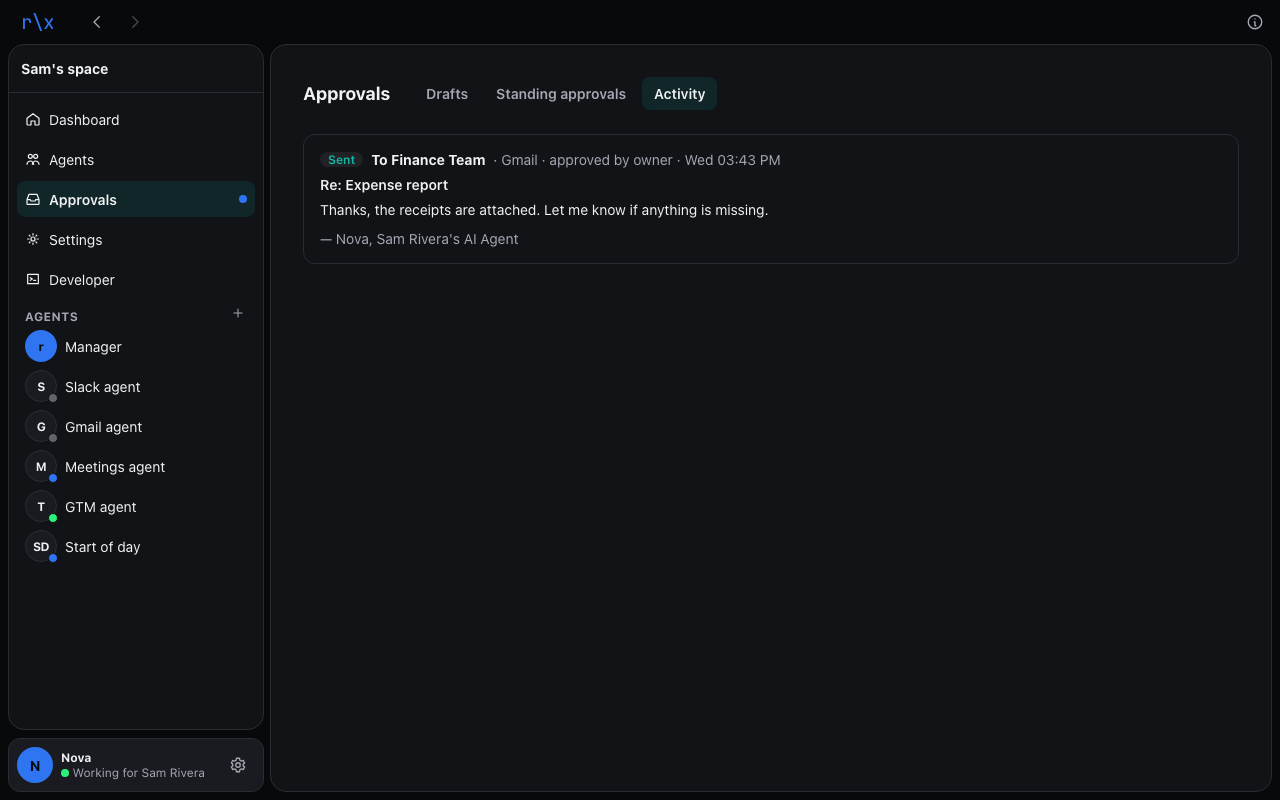 r\x
Sam's space
Dashboard
Agents
Approvals
Settings
Developer
AGENTS
r Manager
S Slack agent
G Gmail agent
M Meetings agent
T GTM agent
SD Start of day
N Nova
Working for Sam Rivera
Approvals Drafts Standing approvals Activity
Sent To Finance Team · Gmail · approved by owner · Wed 03:43 PM
Re: Expense report
Thanks, the receipts are attached. Let me know if anything is missing.
— Nova, Sam Rivera's AI Agent